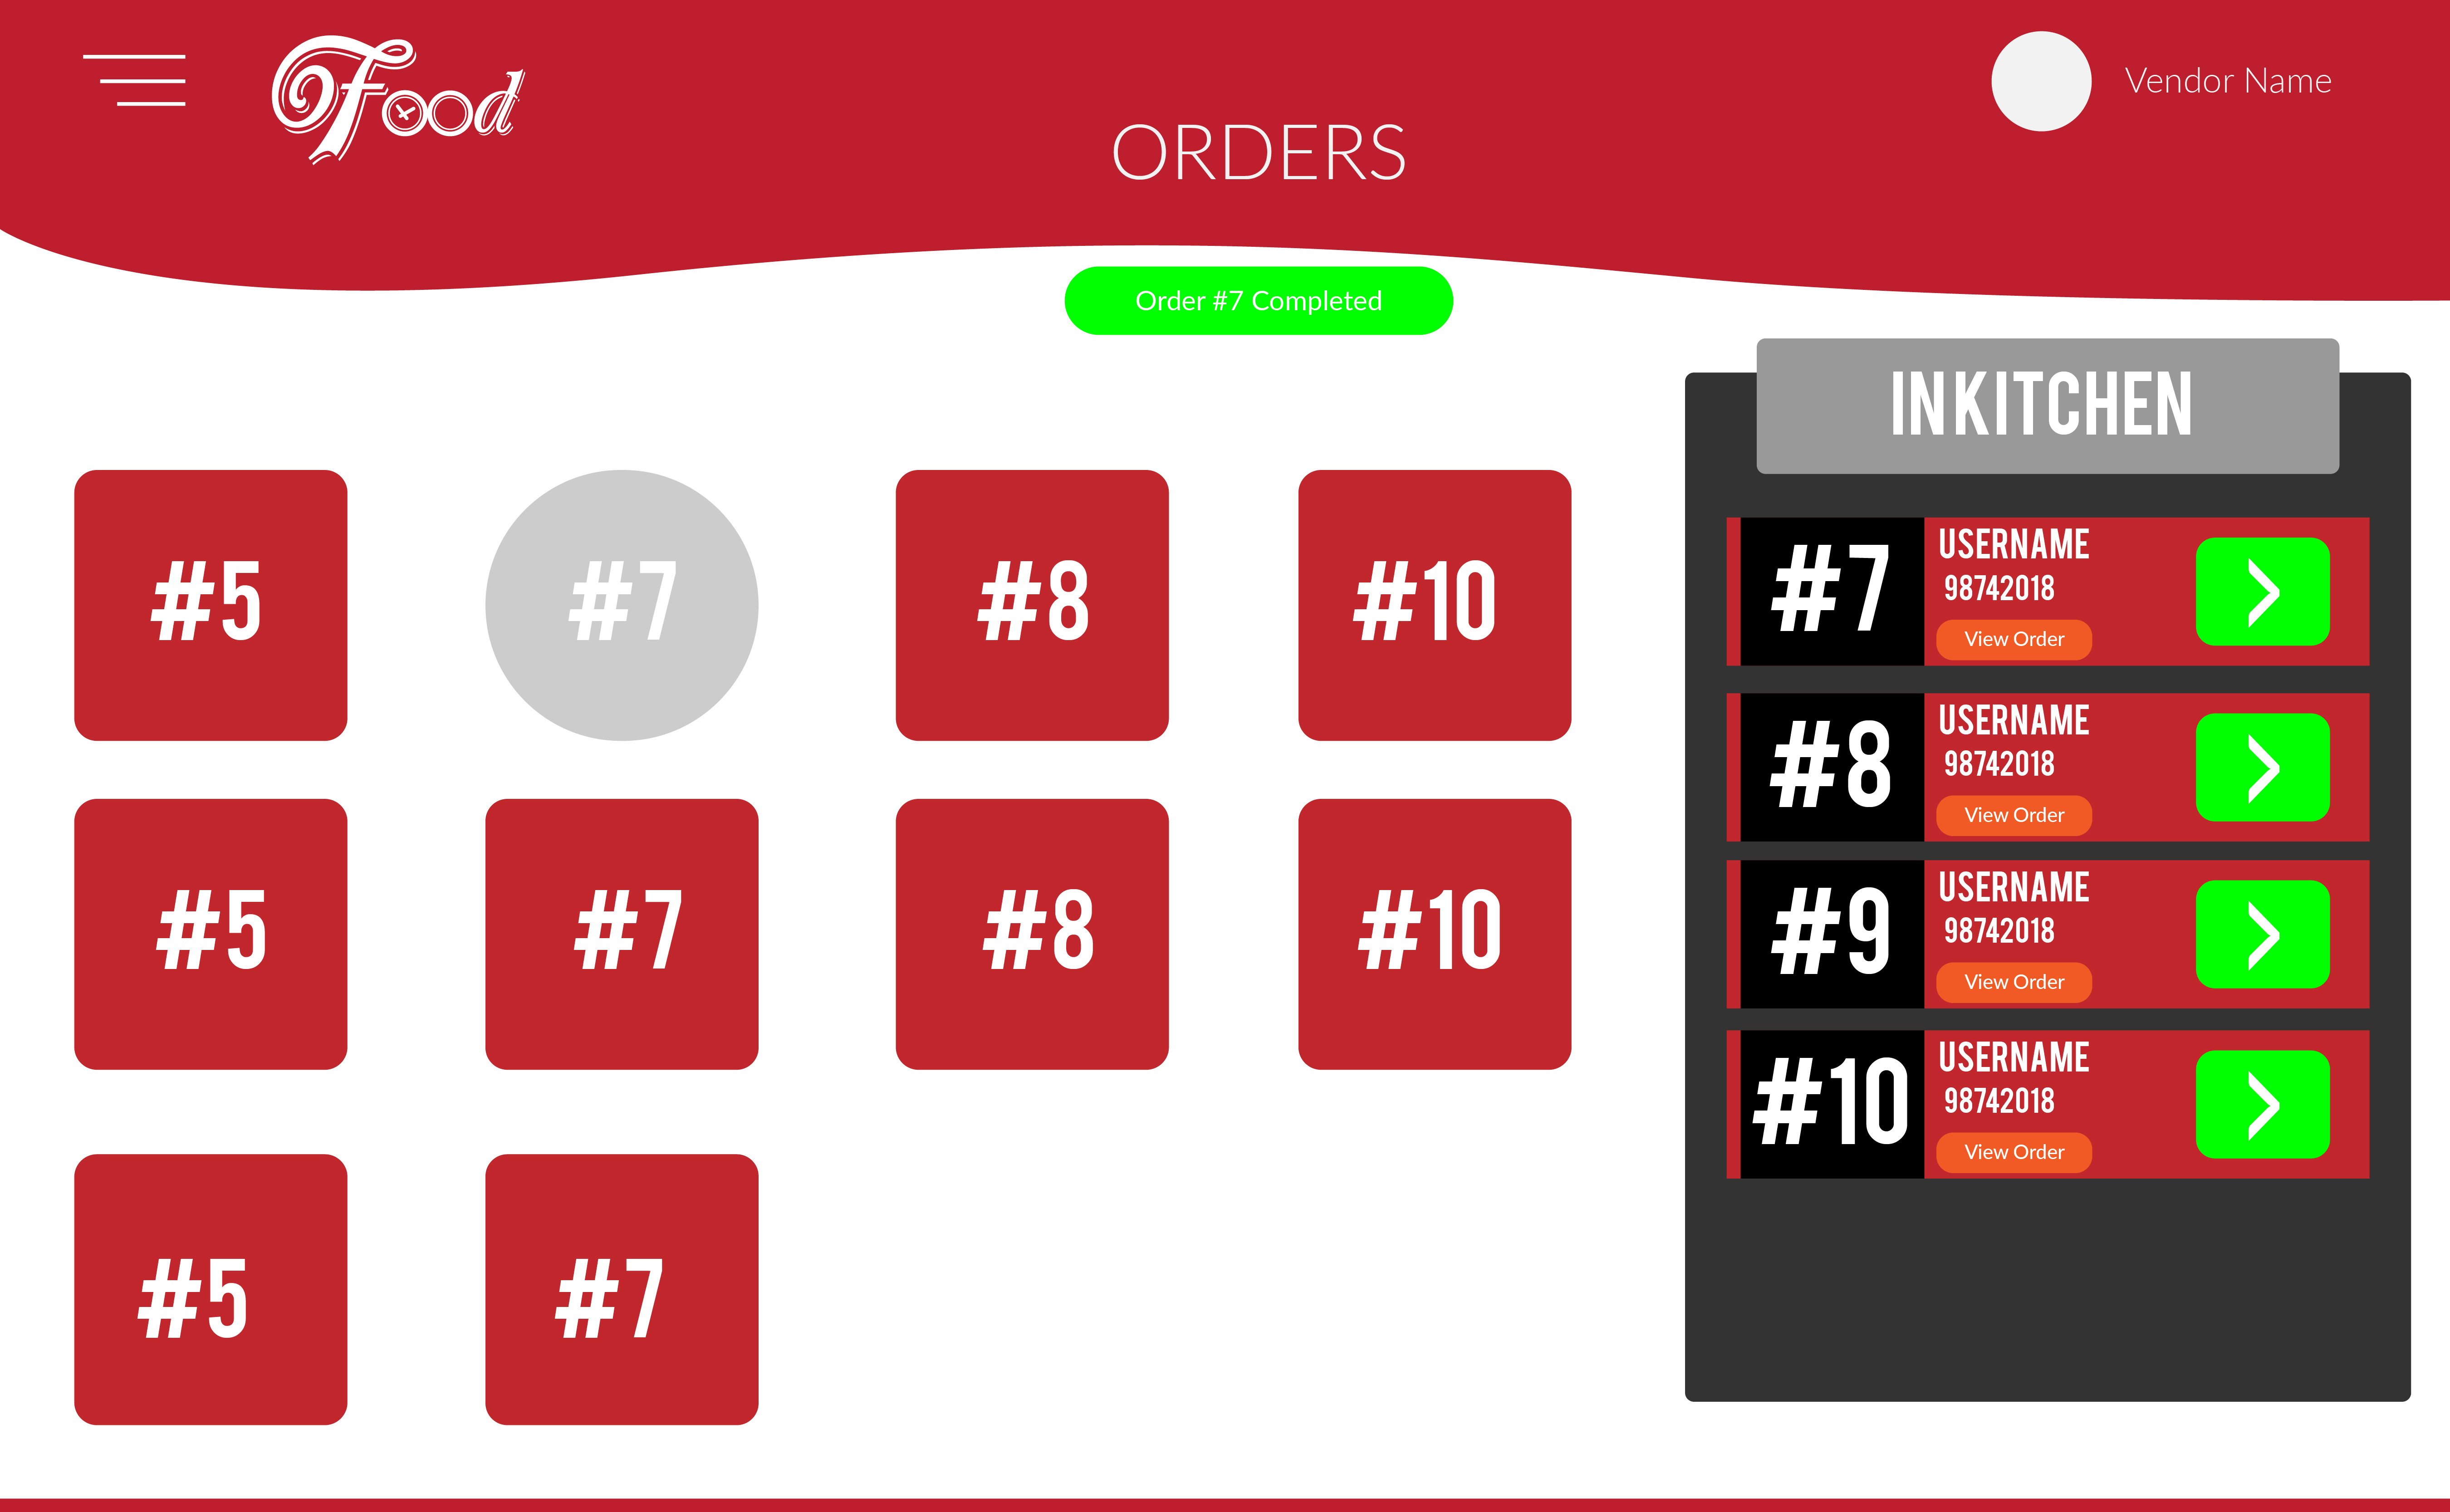 Food
Vendor Name
ORDERS
Order #7 Completed
#5
#7
#8
#10
#5
#7
#8
#10
#5
#7
INKITCHEN
#7
USERNAME
98742018
View Order
#8
USERNAME
98742018
View Order
#9
USERNAME
98742018
View Order
#10
USERNAME
98742018
View Order